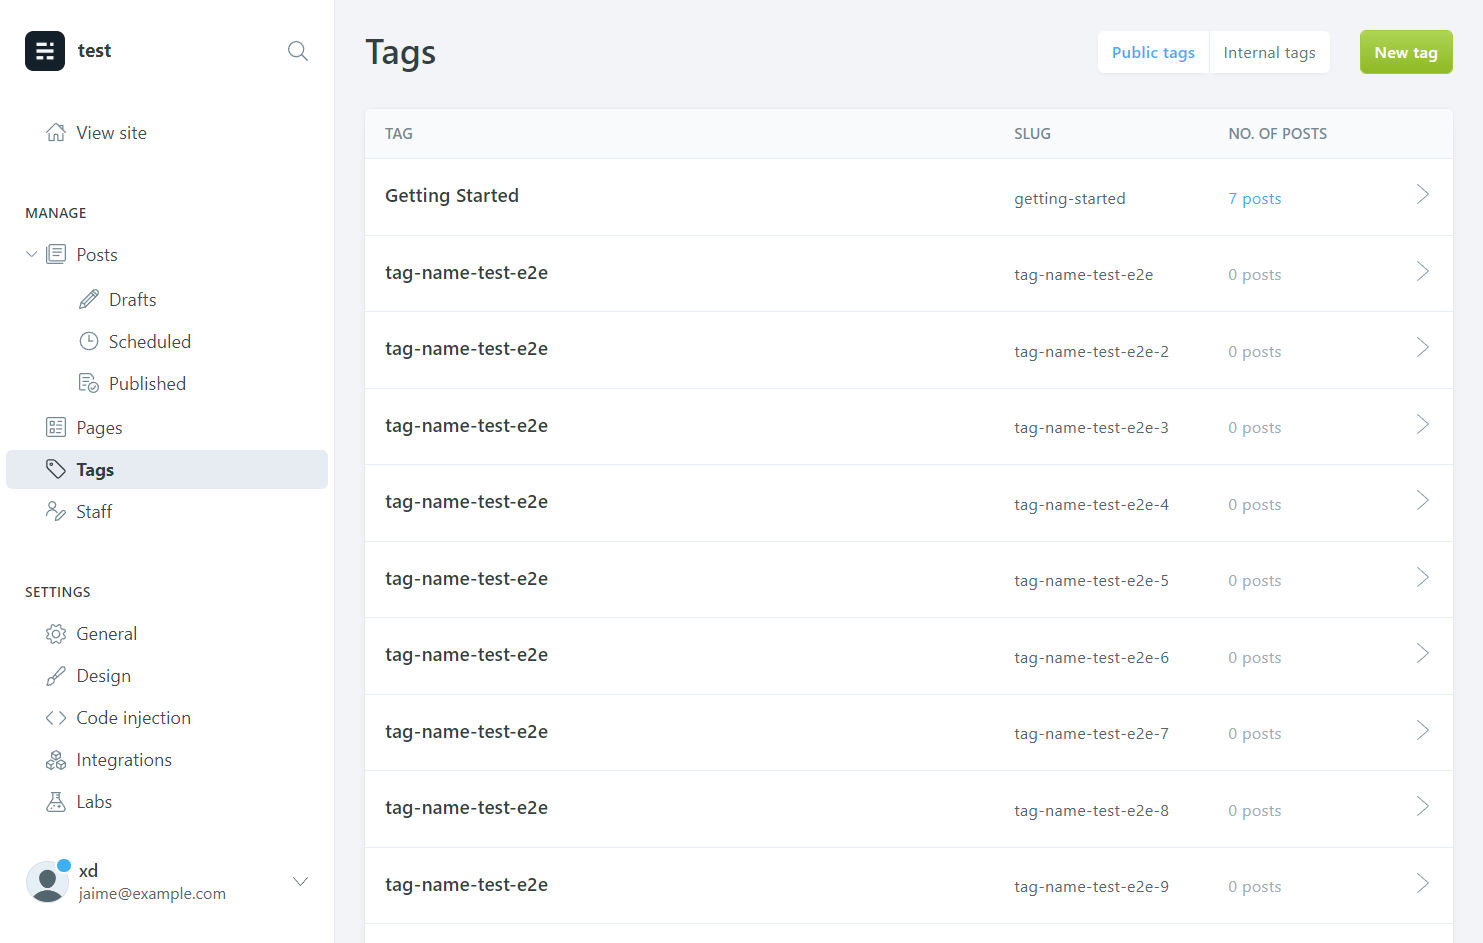 test
View site
MANAGE
Posts
Drafts
Scheduled
Published
Pages
Tags
Staff
SETTINGS
General
Design
Code injection
Integrations
Labs
xd
jaime@example.com
Tags
Public tags Internal tags New tag
TAG SLUG NO. OF POSTS
Getting Started getting-started 7 posts
tag-name-test-e2e tag-name-test-e2e 0 posts
tag-name-test-e2e tag-name-test-e2e-2 0 posts
tag-name-test-e2e tag-name-test-e2e-3 0 posts
tag-name-test-e2e tag-name-test-e2e-4 0 posts
tag-name-test-e2e tag-name-test-e2e-5 0 posts
tag-name-test-e2e tag-name-test-e2e-6 0 posts
tag-name-test-e2e tag-name-test-e2e-7 0 posts
tag-name-test-e2e tag-name-test-e2e-8 0 posts
tag-name-test-e2e tag-name-test-e2e-9 0 posts